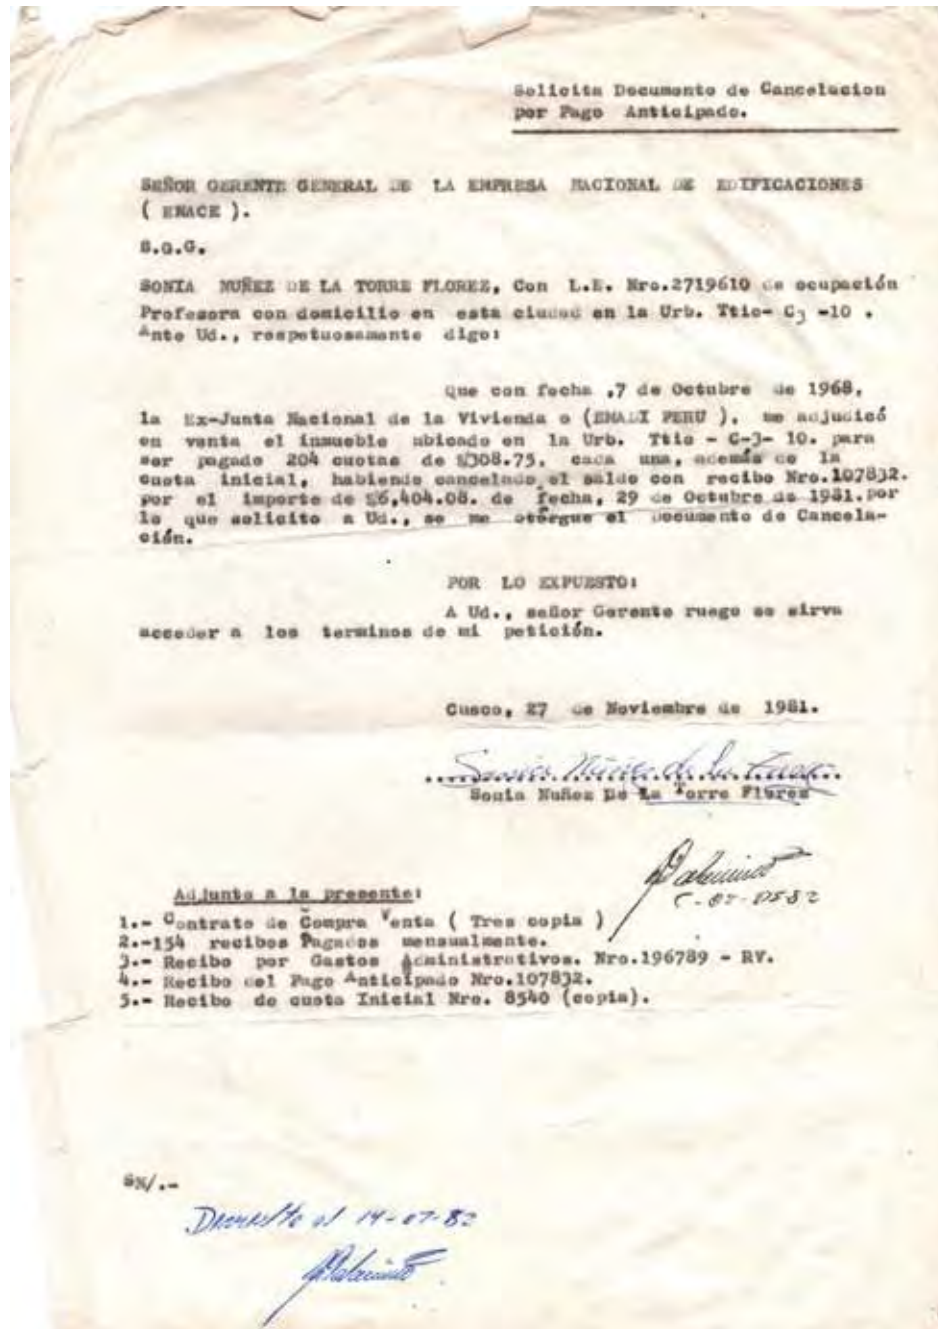 Solicita Documento de Cancelacion
por Pago Anticipado.
SEÑOR GERENTE GENERAL DE LA EMPRESA NACIONAL DE EDIFICACIONES
( ENACE ).
S.G.G.
SONIA NUÑEZ DE LA TORRE FLOREZ, Con L.E. Nro.2719610 de ocupación
Profesora con domicilio en esta ciudad en la Urb. Ttio- C3 -10 .
Ante Ud., respetuosamente digo:
Que con fecha ,7 de Octubre de 1968,
la Ex-Junta Nacional de la Vivienda o (EMADI PERU ), me adjudicó
en venta el inmueble ubicado en la Urb. Ttio - C-3- 10. para
ser pagado 204 cuotas de $308.75, cada una, además de la
cuota inicial, habiendo cancelado el saldo con recibo Nro.107832.
por el importe de $6,404.08. de fecha, 29 de Octubre de 1981.por
lo que solicito a Ud., se me otórgue el Documento de Cancela-
ción.
POR LO EXPUESTO:
A Ud., señor Gerente ruego se sirva
acceder a los terminos de mi petición.
Cusco, 27 de Noviembre de 1981.
Sonia Núñez de la Torre
Sonia Nuñez De La Torre Florez
Adjunto a la presente:
1.- Contrato de Compra Venta ( Tres copia )
2.-154 recibos Pagados mensualmente.
3.- Recibo por Gastos Administrativos. Nro.196789 - RV.
4.- Recibo del Pago Anticipado Nro.107832.
5.- Recibo de cuota Inicial Nro. 8540 (copia).
SN/.-
al 14-07-82